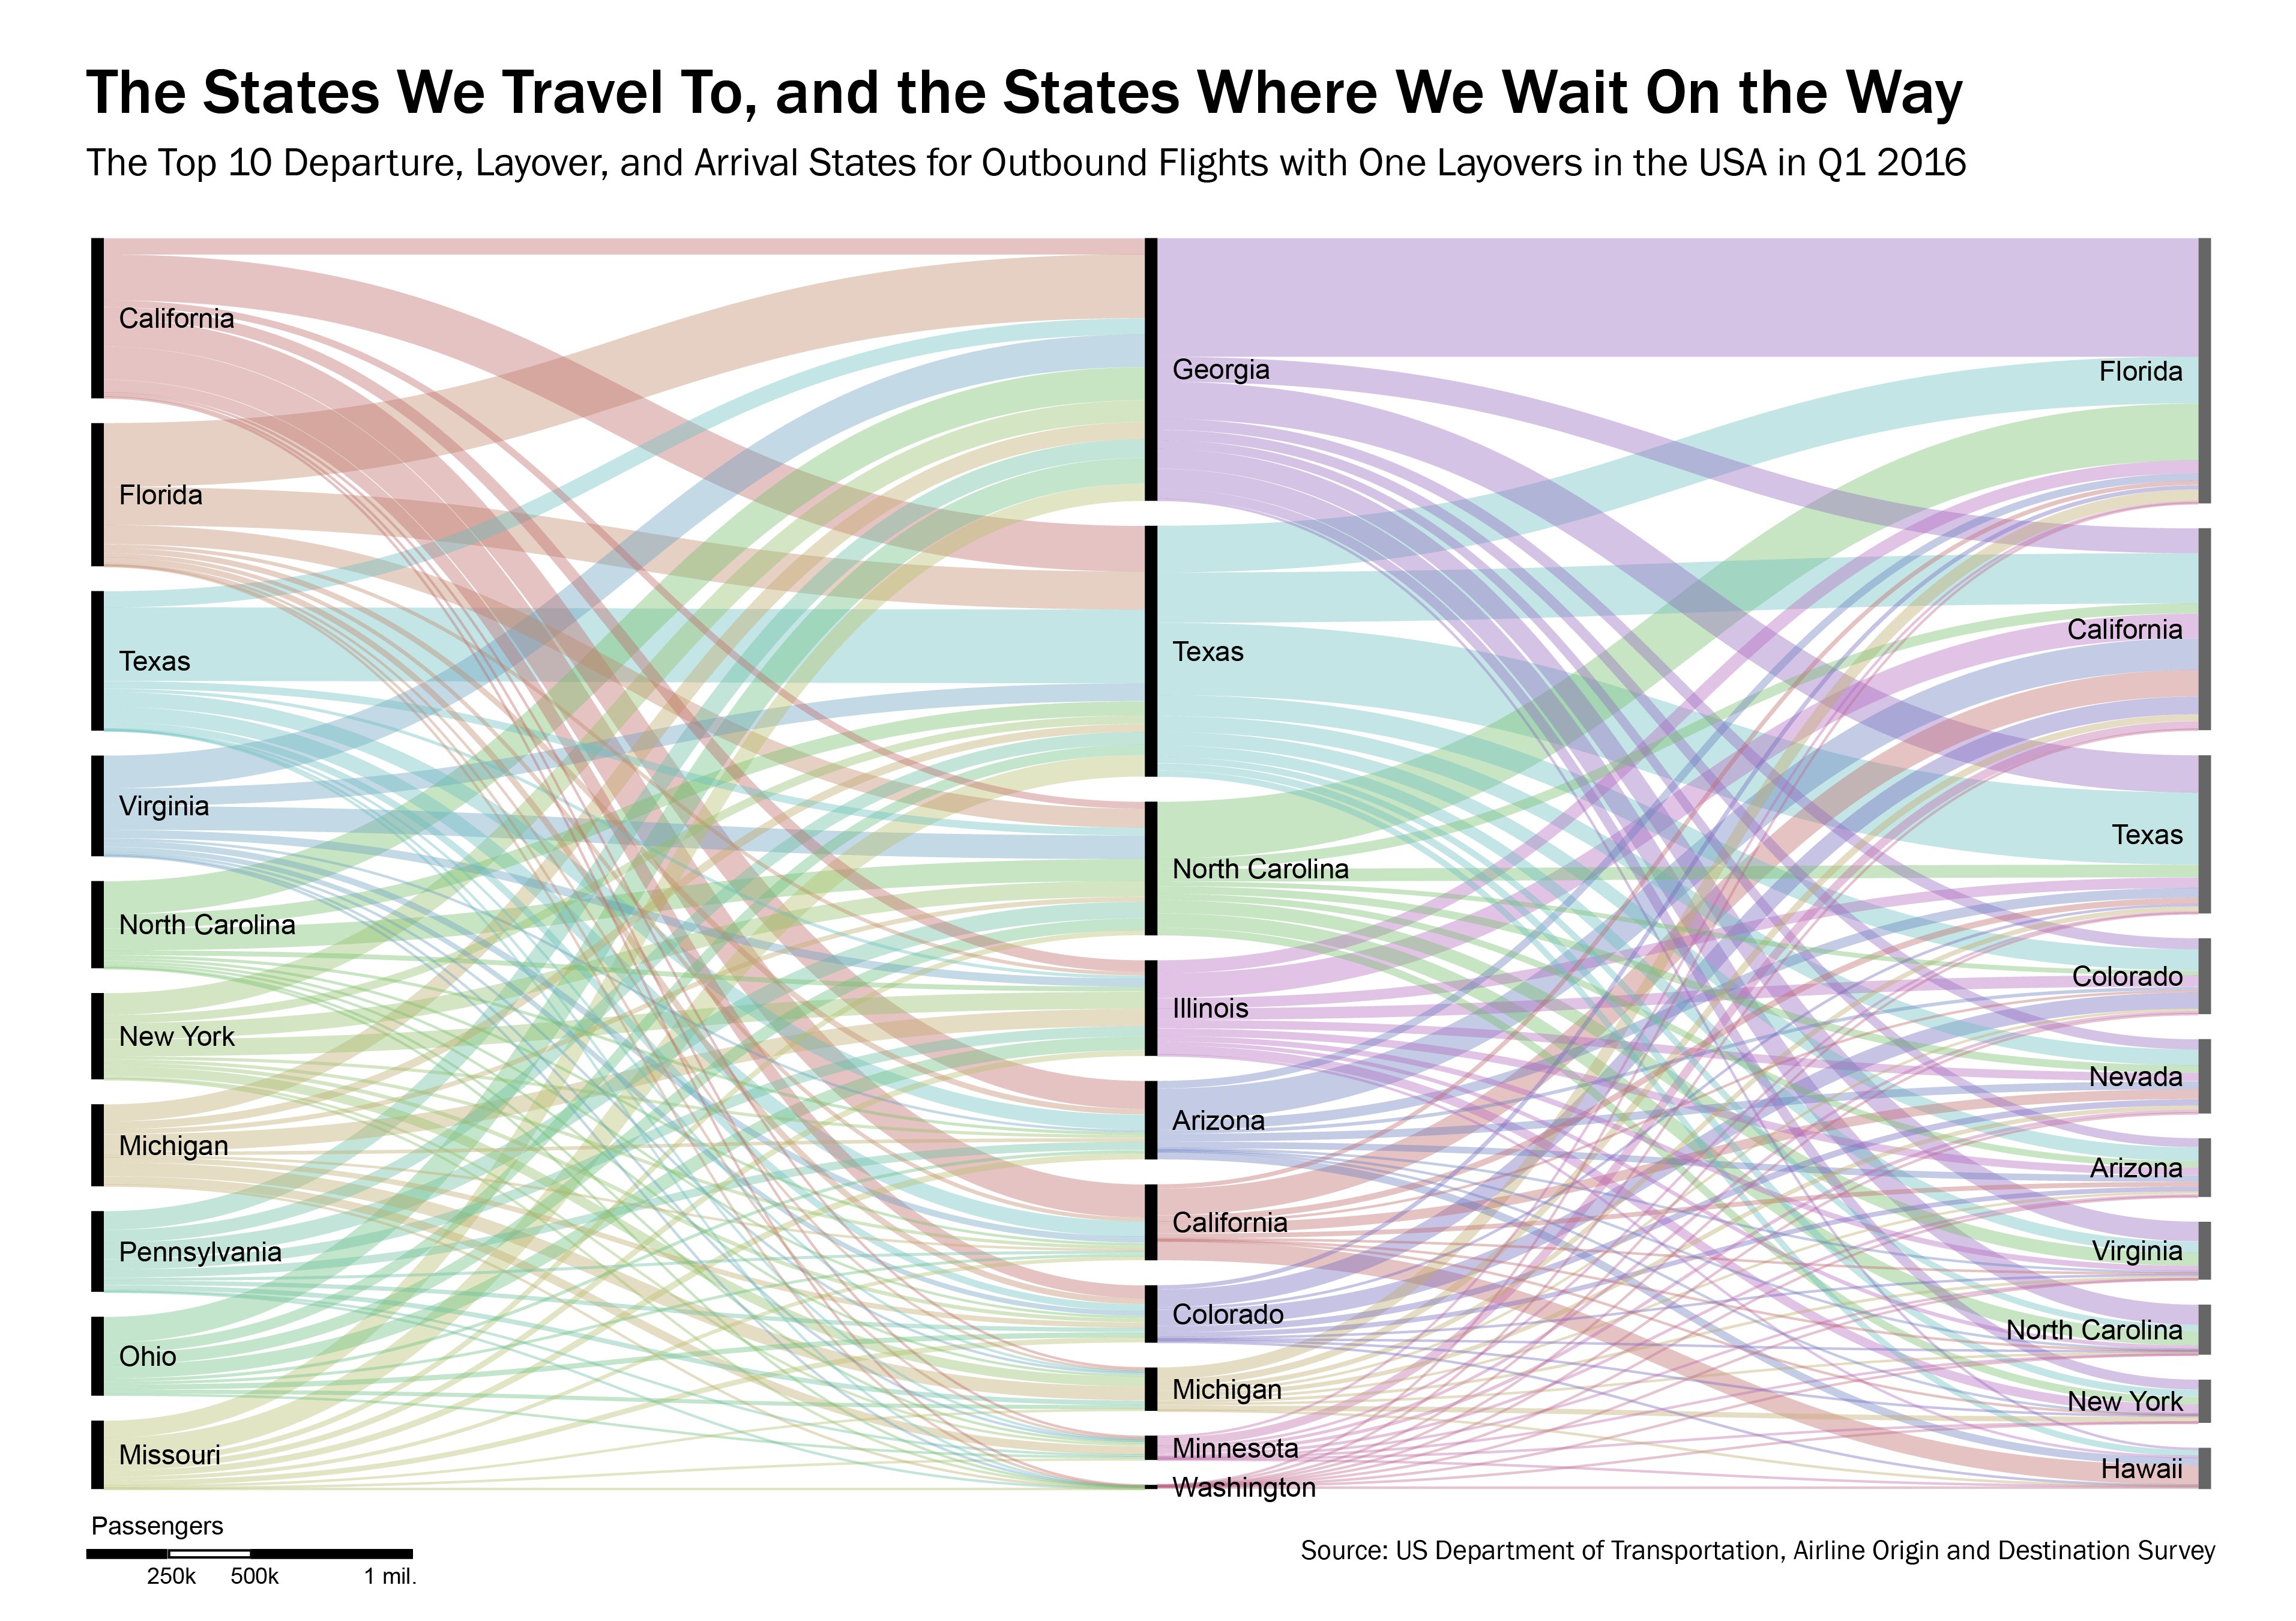 The States We Travel To, and the States Where We Wait On the Way
The Top 10 Departure, Layover, and Arrival States for Outbound Flights with One Layovers in the USA in Q1 2016
California
Florida
Texas
Virginia
North Carolina
New York
Michigan
Pennsylvania
Ohio
Missouri
Georgia
Texas
North Carolina
Illinois
Arizona
California
Colorado
Michigan
Minnesota
Washington
Florida
California
Texas
Colorado
Nevada
Arizona
Virginia
North Carolina
New York
Hawaii
Passengers
250k 500k 1 mil.
Source: US Department of Transportation, Airline Origin and Destination Survey